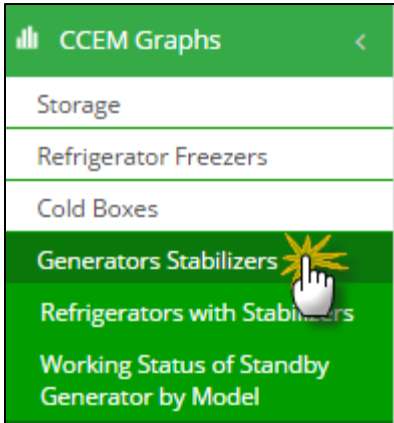 CCEM Graphs
Storage
Refrigerator Freezers
Cold Boxes
Generators Stabilizers
Refrigerators with Stabilizers
Working Status of Standby
Generator by Model